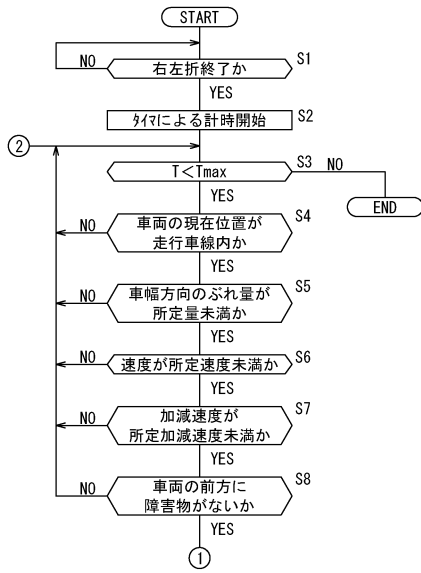 START
NO
右左折終了か
S1
YES
ﾀｲﾏによる計時開始
S2
②
T＜Tmax
S3
NO
YES
END
車両の現在位置が
走行車線内か
S4
NO
YES
車幅方向のぶれ量が
所定量未満か
S5
NO
YES
速度が所定速度未満か
S6
NO
YES
加減速度が
所定加減速度未満か
S7
NO
YES
車両の前方に
障害物がないか
S8
NO
YES
①